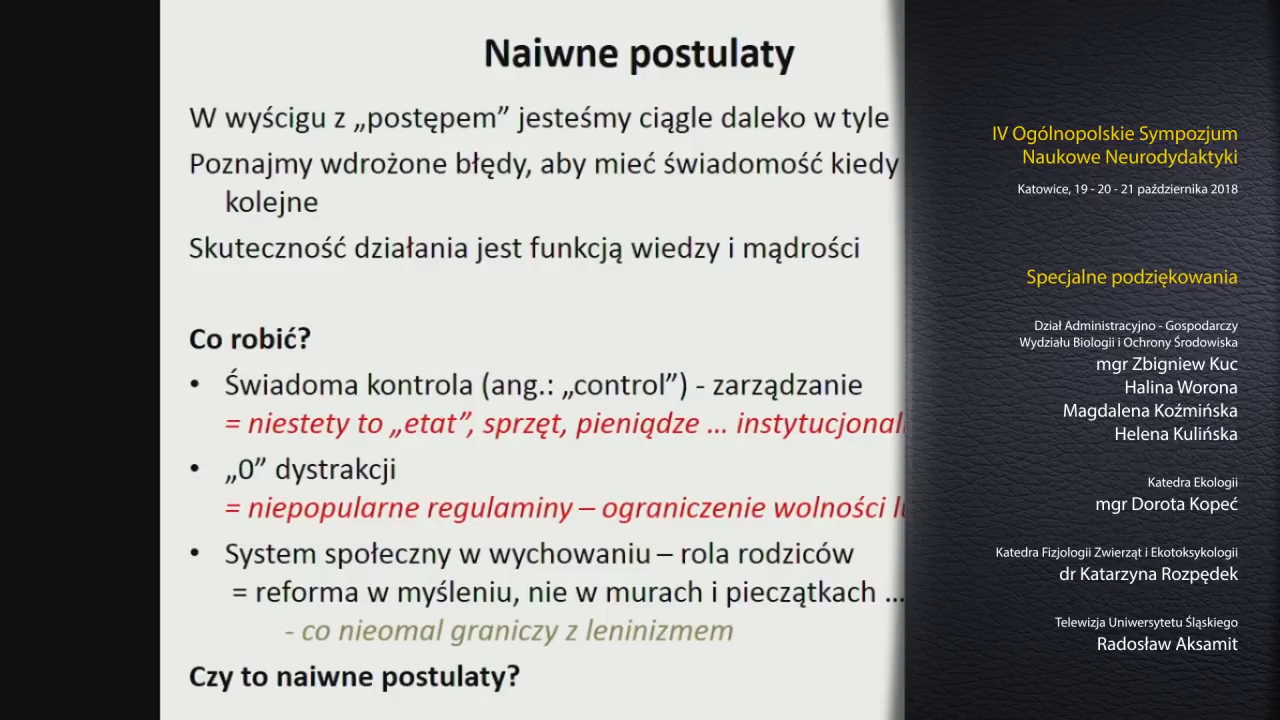 Naiwne postulaty
W wyścigu z „postępem” jesteśmy ciągle daleko w tyle
Poznajmy wdrożone błędy, aby mieć świadomość kiedy
kolejne
Skuteczność działania jest funkcją wiedzy i mądrości
Co robić?
• Świadoma kontrola (ang.: „control”) - zarządzanie
= niestety to „etat”, sprzęt, pieniądze ... instytucjonal
• „0” dystrakcji
= niepopularne regulaminy – ograniczenie wolności
• System społeczny w wychowaniu – rola rodziców
= reforma w myśleniu, nie w murach i pieczątkach ...
- co nieomal graniczy z leninizmem
Czy to naiwne postulaty?
IV Ogólnopolskie Sympozjum
Naukowe Neurodydaktyki
Katowice, 19 - 20 - 21 października 2018
Specjalne podziękowania
Dział Administracyjno - Gospodarczy
Wydziału Biologii i Ochrony Środowiska
mgr Zbigniew Kuc
Halina Worona
Magdalena Koźmińska
Helena Kulińska
Katedra Ekologii
mgr Dorota Kopeć
Katedra Fizjologii Zwierząt i Ekotoksykologii
dr Katarzyna Rozpędek
Telewizja Uniwersytetu Śląskiego
Radosław Aksamit